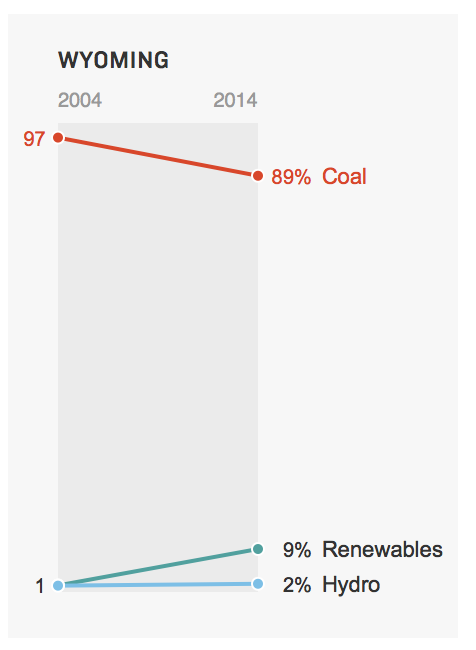 WYOMING
2004 2014
97
89% Coal
9% Renewables
1
2% Hydro